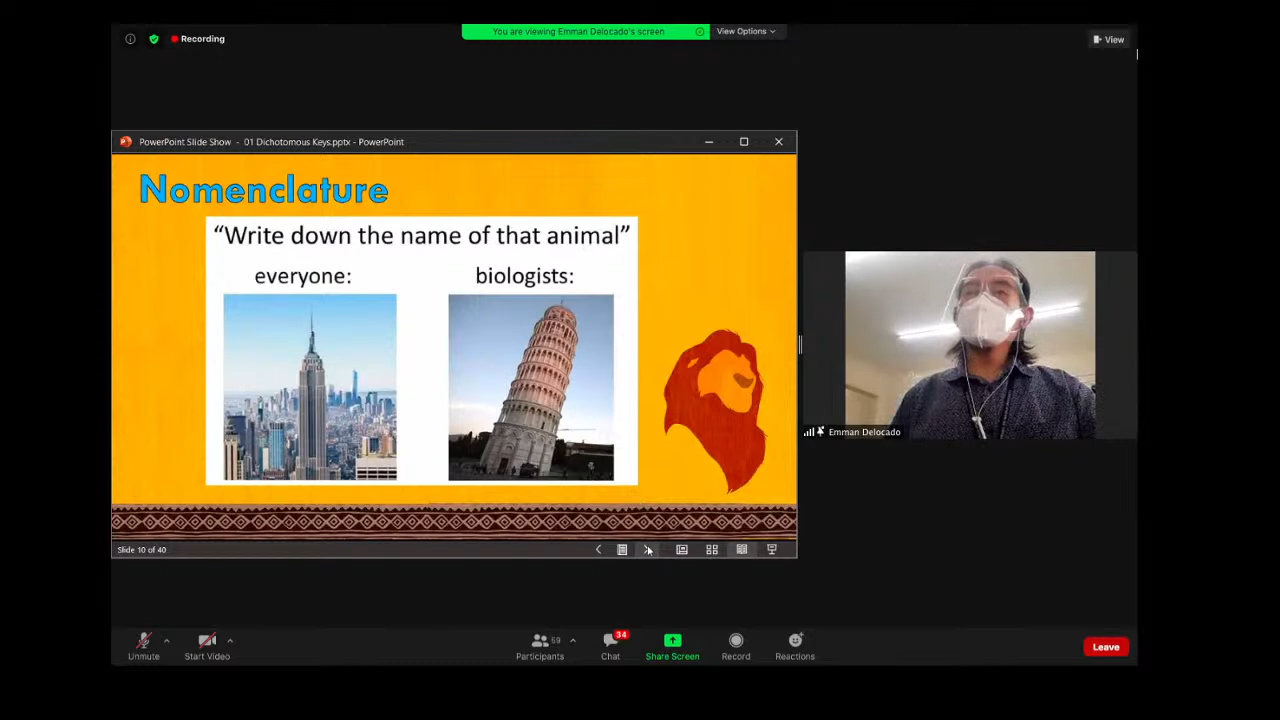 Recording
You are viewing Emman Delocado's screen
View Options
View
PowerPoint Slide Show - 01 Dichotomous Keys.pptx - PowerPoint
Nomenclature
“Write down the name of that animal”
everyone:
biologists:
Emman Delocado
Slide 10 of 40
Unmute
Start Video
59
Participants
34
Chat
Share Screen
Record
Reactions
Leave